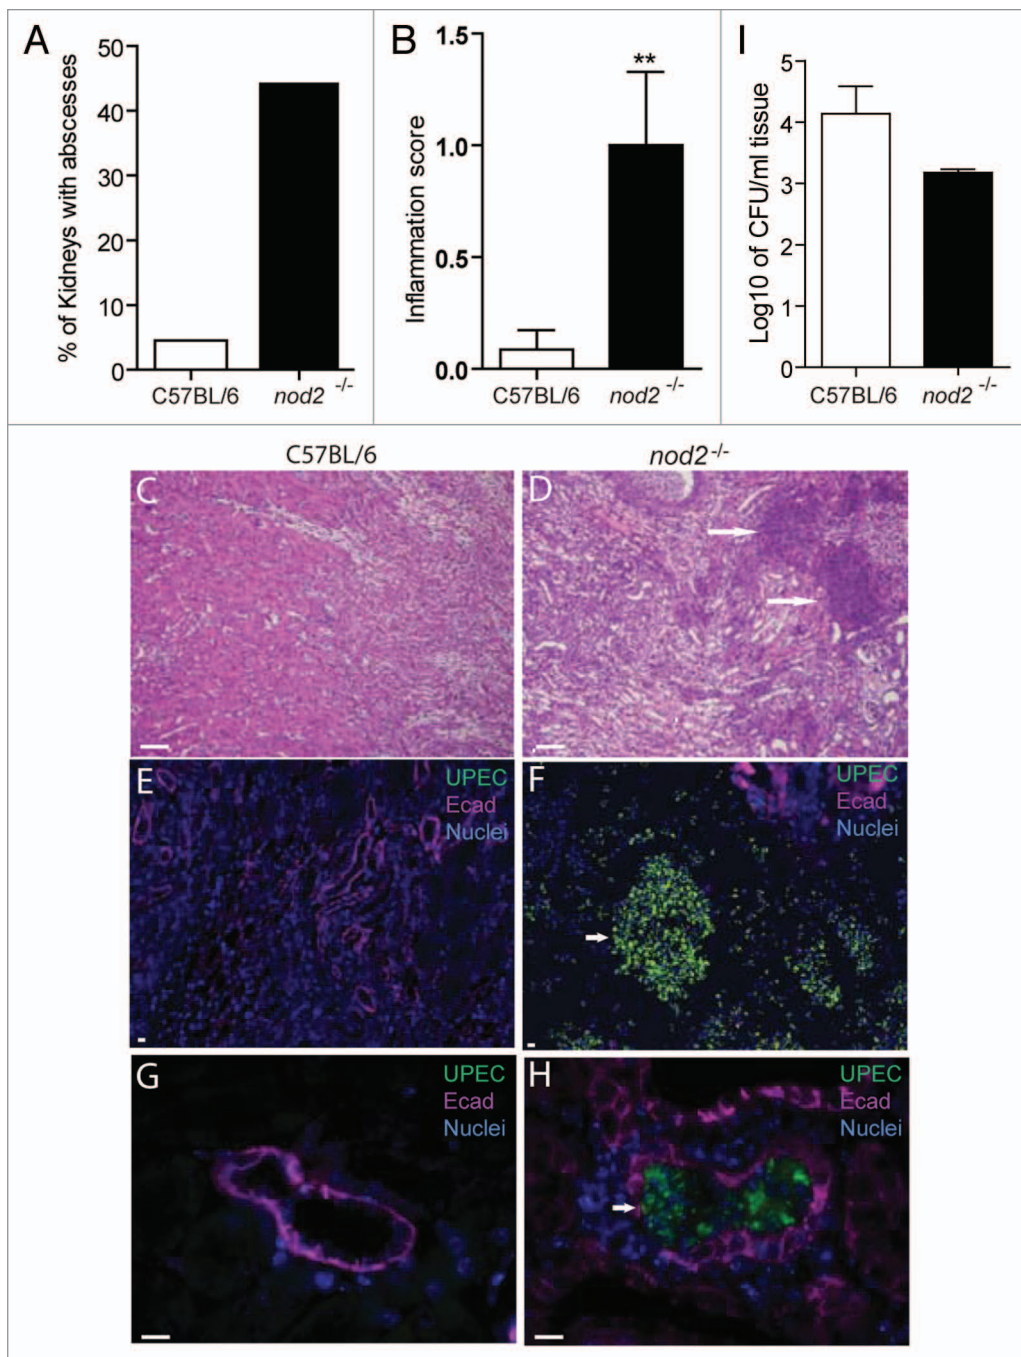 A
% of Kidneys with abscesses
50
40
30
20
10
0
C57BL/6 nod2 -/-
B
Inflammation score
1.5
1.0
0.5
0.0
**
C57BL/6 nod2 -/-
I
Log10 of CFU/ml tissue
5
4
3
2
1
0
C57BL/6 nod2 -/-
C57BL/6 nod2-/-
C
D
E
UPEC
Ecad
Nuclei
F
UPEC
Ecad
Nuclei
G
UPEC
Ecad
Nuclei
H
UPEC
Ecad
Nuclei